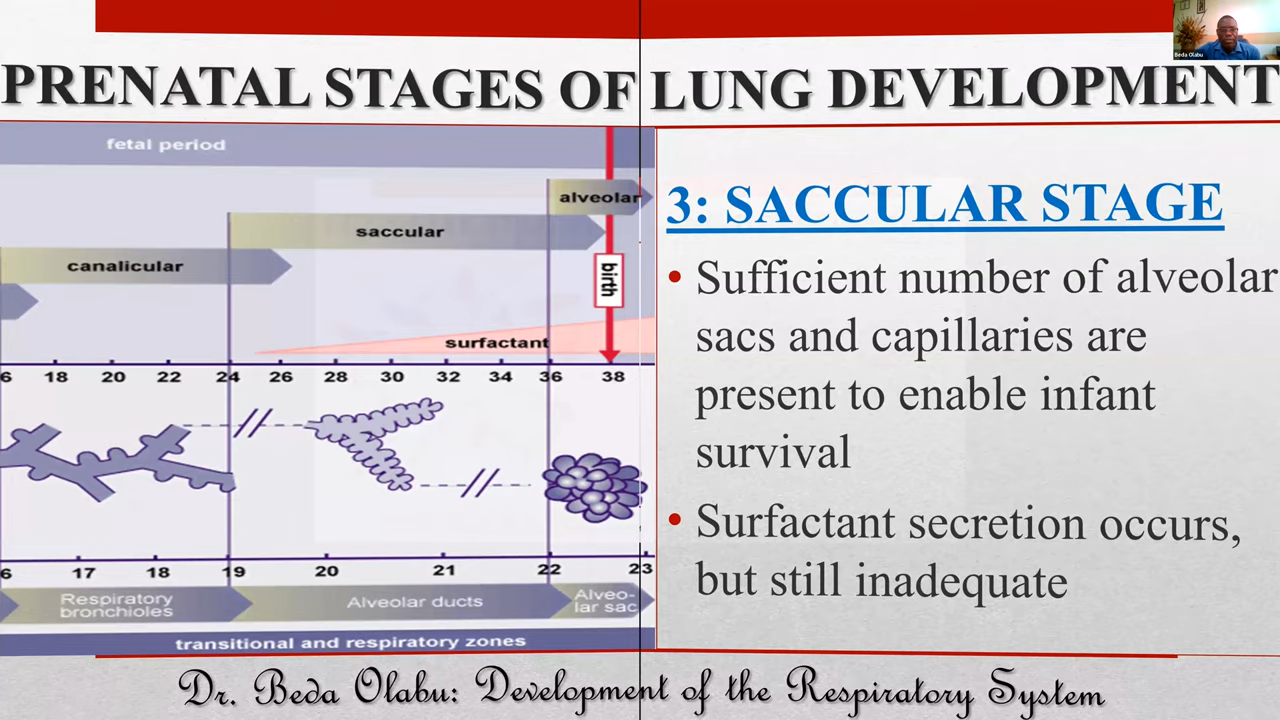 Beda Olabu
PRENATAL STAGES OF LUNG DEVELOPMENT
fetal period
alveolar
saccular
canalicular
birth
surfactant
6 18 20 22 24 26 28 30 32 34 36 38
6 17 18 19 20 21 22 23
Respiratory
bronchioles
Alveolar ducts
Alveo-
lar sac
transitional and respiratory zones
3: SACCULAR STAGE
• Sufficient number of alveolar
sacs and capillaries are
present to enable infant
survival
• Surfactant secretion occurs,
but still inadequate
Dr. Beda Olabu: Development of the Respiratory System